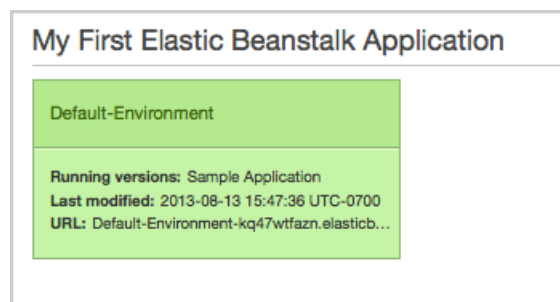 My First Elastic Beanstalk Application
Default-Environment
Running versions: Sample Application
Last modified: 2013-08-13 15:47:36 UTC-0700
URL: Default-Environment-kq47wtfazn.elasticb...